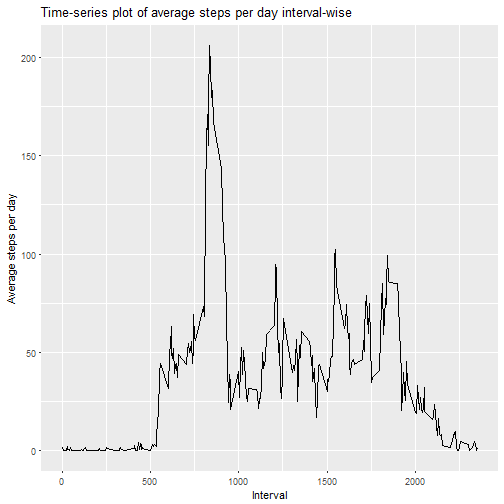 Time-series plot of average steps per day interval-wise
Average steps per day
200
150
100
50
0
0 500 1000 1500 2000
Interval